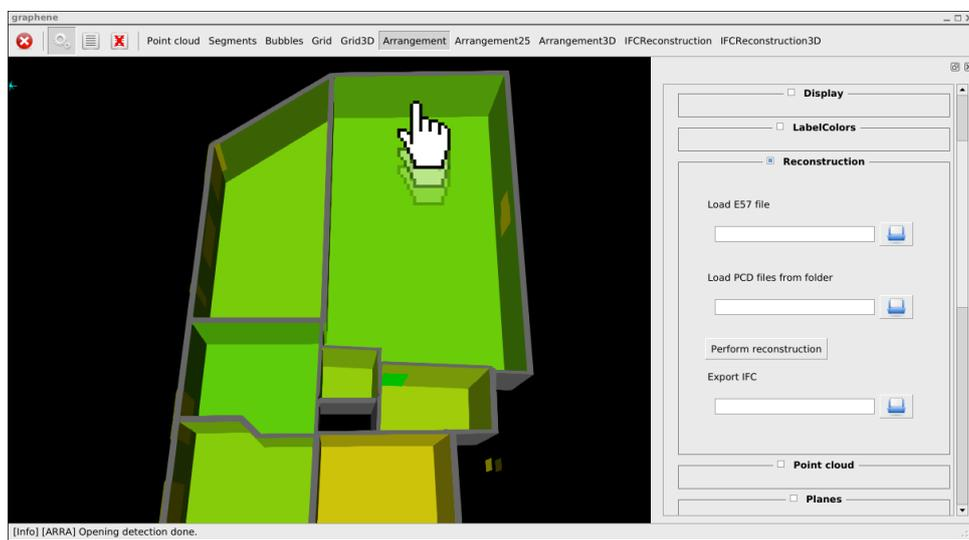 graphene
Point cloud Segments Bubbles Grid Grid3D Arrangement Arrangement25 Arrangement3D IFCReconstruction IFCReconstruction3D
Display
LabelColors
Reconstruction
Load E57 file
Load PCD files from folder
Perform reconstruction
Export IFC
Point cloud
Planes
[Info] [ARRA] Opening detection done.